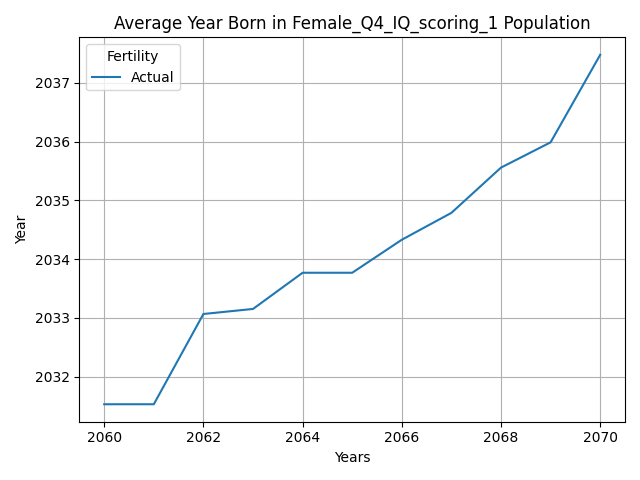 Average Year Born in Female_Q4_IQ_scoring_1 Population
Fertility
Actual
2037
2036
2035
2034
2033
2032
Year
2060 2062 2064 2066 2068 2070
Years